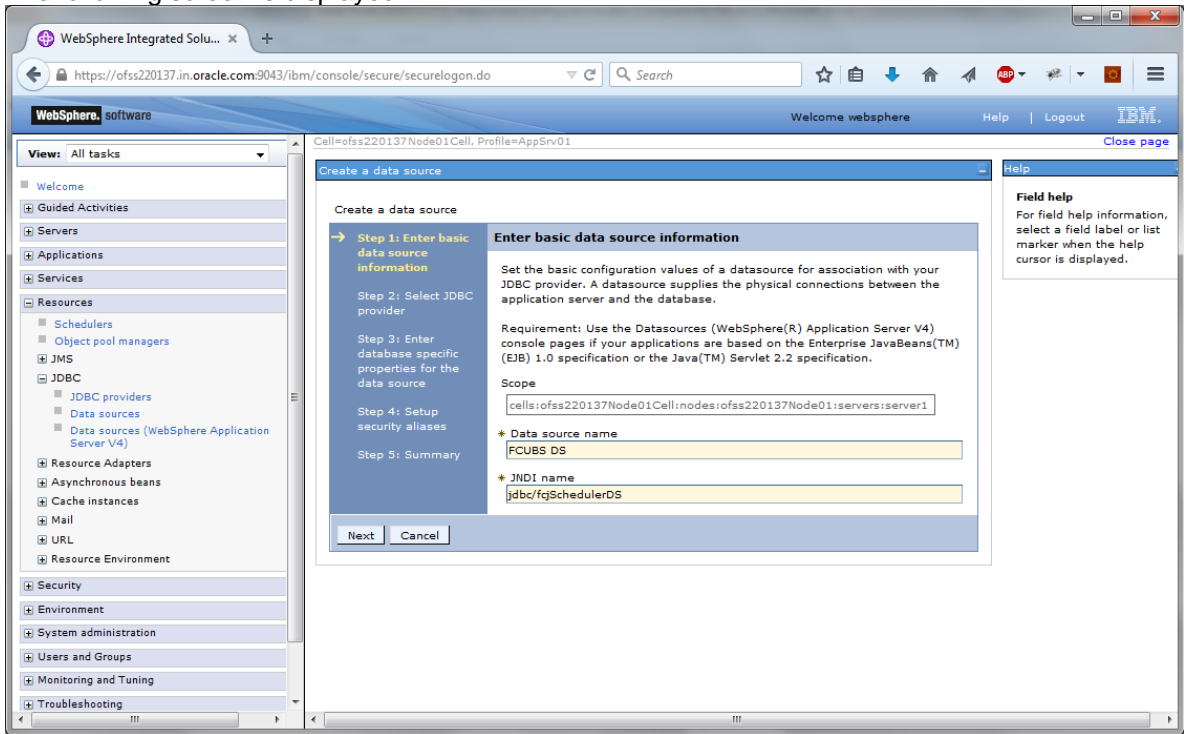 WebSphere Integrated Solu...
https://ofss220137.in.oracle.com:9043/ibm/console/secure/securelogon.do
Search
ABP
WebSphere. software
Welcome websphere
Help | Logout
IBM.
View: All tasks
Welcome
Guided Activities
Servers
Applications
Services
Resources
Schedulers
Object pool managers
JMS
JDBC
JDBC providers
Data sources
Data sources (WebSphere Application
Server V4)
Resource Adapters
Asynchronous beans
Cache instances
Mail
URL
Resource Environment
Security
Environment
System administration
Users and Groups
Monitoring and Tuning
Troubleshooting
Cell=ofss220137Node01Cell, Profile=AppSrv01
Close page
Create a data source
Create a data source
Step 1: Enter basic
data source
information
Step 2: Select JDBC
provider
Step 3: Enter
database specific
properties for the
data source
Step 4: Setup
security aliases
Step 5: Summary
Enter basic data source information
Set the basic configuration values of a datasource for association with your
JDBC provider. A datasource supplies the physical connections between the
application server and the database.
Requirement: Use the Datasources (WebSphere(R) Application Server V4)
console pages if your applications are based on the Enterprise JavaBeans(TM)
(EJB) 1.0 specification or the Java(TM) Servlet 2.2 specification.
Scope
cells:ofss220137Node01Cell:nodes:ofss220137Node01:servers:server1
* Data source name
FCUBS DS
* JNDI name
jdbc/fcjSchedulerDS
Next Cancel
Help
Field help
For field help information,
select a field label or list
marker when the help
cursor is displayed.